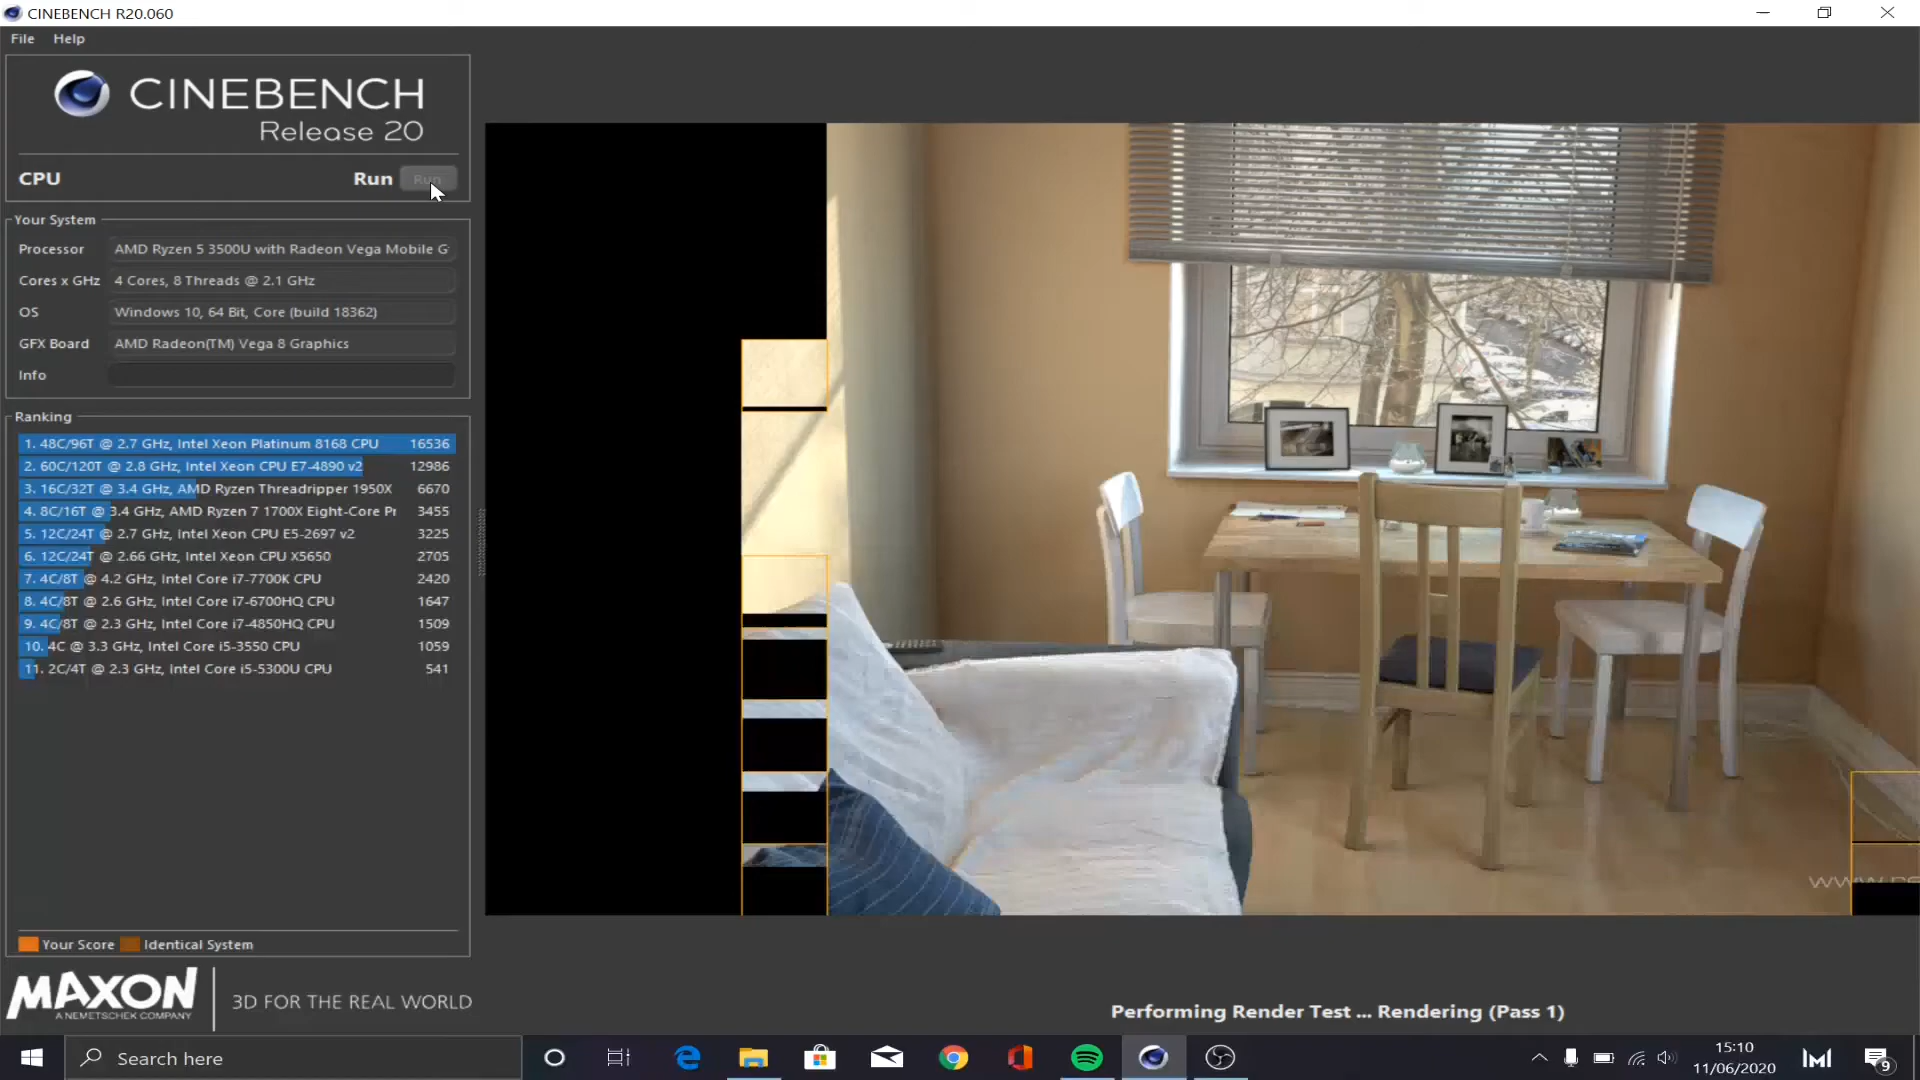 CINEBENCH R20.060
File Help
CINEBENCH
Release 20
CPU Run Run
Your System
Processor AMD Ryzen 5 3500U with Radeon Vega Mobile G
Cores x GHz 4 Cores, 8 Threads @ 2.1 GHz
OS Windows 10, 64 Bit, Core (build 18362)
GFX Board AMD Radeon(TM) Vega 8 Graphics
Info
Ranking
1. 48C/96T @ 2.7 GHz, Intel Xeon Platinum 8168 CPU 16536
2. 60C/120T @ 2.8 GHz, Intel Xeon CPU E7-4890 v2 12986
3. 16C/32T @ 3.4 GHz, AMD Ryzen Threadripper 1950X 6670
4. 8C/16T @ 3.4 GHz, AMD Ryzen 7 1700X Eight-Core Pr 3455
5. 12C/24T @ 2.7 GHz, Intel Xeon CPU E5-2697 v2 3225
6. 12C/24T @ 2.66 GHz, Intel Xeon CPU X5650 2705
7. 4C/8T @ 4.2 GHz, Intel Core i7-7700K CPU 2420
8. 4C/8T @ 2.6 GHz, Intel Core i7-6700HQ CPU 1647
9. 4C/8T @ 2.3 GHz, Intel Core i7-4850HQ CPU 1509
10. 4C @ 3.3 GHz, Intel Core i5-3550 CPU 1059
11. 2C/4T @ 2.3 GHz, Intel Core i5-5300U CPU 541
Your Score Identical System
MAXON
A NEMETSCHEK COMPANY
3D FOR THE REAL WORLD
Performing Render Test ... Rendering (Pass 1)
Search here
15:10
11/06/2020
9